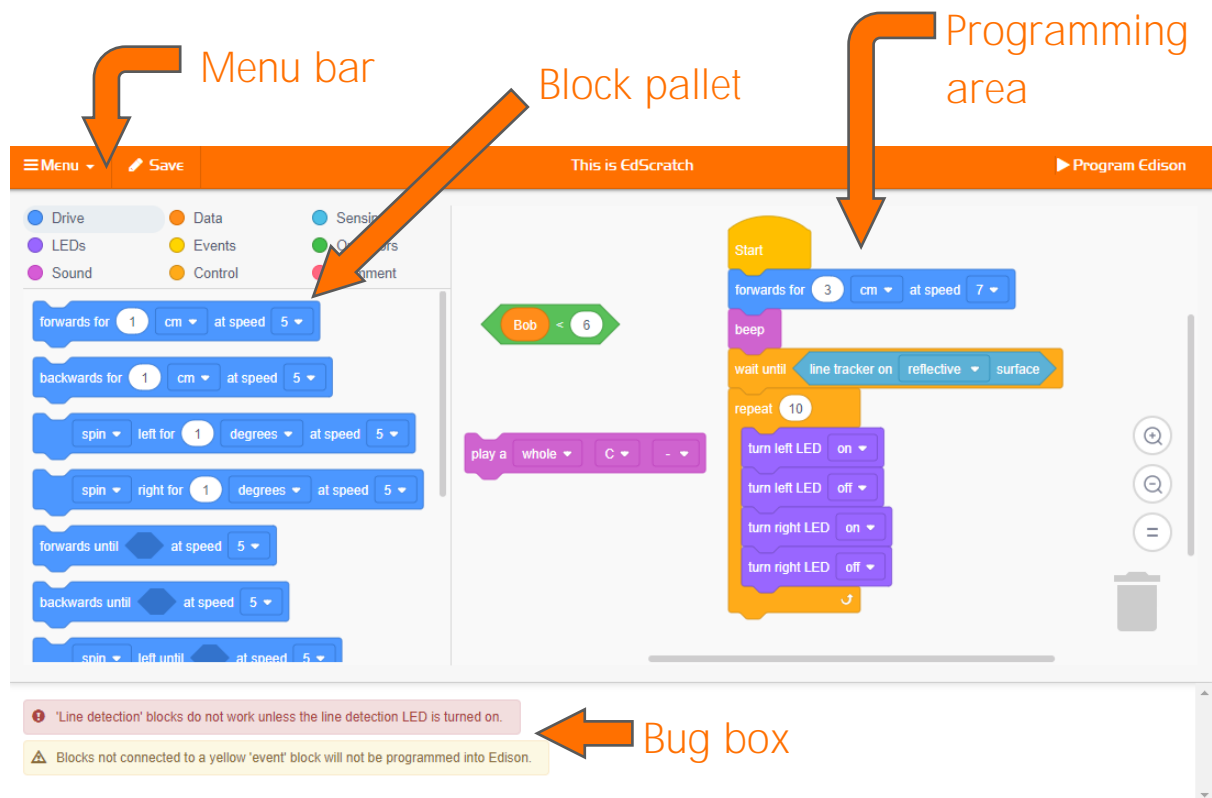 Menu bar
Block pallet
Programming
area
Menu
Save
This is EdScratch
Program Edison
Drive
Data
LEDs
Events
Sound
Control
forwards for 1 cm at speed 5
backwards for 1 cm at speed 5
spin left for 1 degrees at speed 5
spin right for 1 degrees at speed 5
forwards until at speed 5
backwards until at speed 5
spin left until at speed 5
Bob < 6
play a whole C -
Start
forwards for 3 cm at speed 7
beep
wait until line tracker on reflective surface
repeat 10
turn left LED on
turn left LED off
turn right LED on
turn right LED off
=
'Line detection' blocks do not work unless the line detection LED is turned on.
Blocks not connected to a yellow 'event' block will not be programmed into Edison.
Bug box